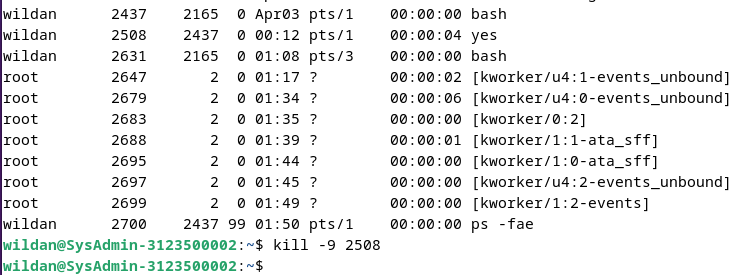 wildan 2437 2165 0 Apr03 pts/1 00:00:00 bash
wildan 2508 2437 0 00:12 pts/1 00:00:04 yes
wildan 2631 2165 0 01:08 pts/3 00:00:00 bash
root 2647 2 0 01:17 ? 00:00:02 [kworker/u4:1-events_unbound]
root 2679 2 0 01:34 ? 00:00:06 [kworker/u4:0-events_unbound]
root 2683 2 0 01:35 ? 00:00:00 [kworker/0:2]
root 2688 2 0 01:39 ? 00:00:01 [kworker/1:1-ata_sff]
root 2695 2 0 01:44 ? 00:00:00 [kworker/1:0-ata_sff]
root 2697 2 0 01:45 ? 00:00:00 [kworker/u4:2-events_unbound]
root 2699 2 0 01:49 ? 00:00:00 [kworker/1:2-events]
wildan 2700 2437 99 01:50 pts/1 00:00:00 ps -fae
wildan@SysAdmin-3123500002:~$ kill -9 2508
wildan@SysAdmin-3123500002:~$